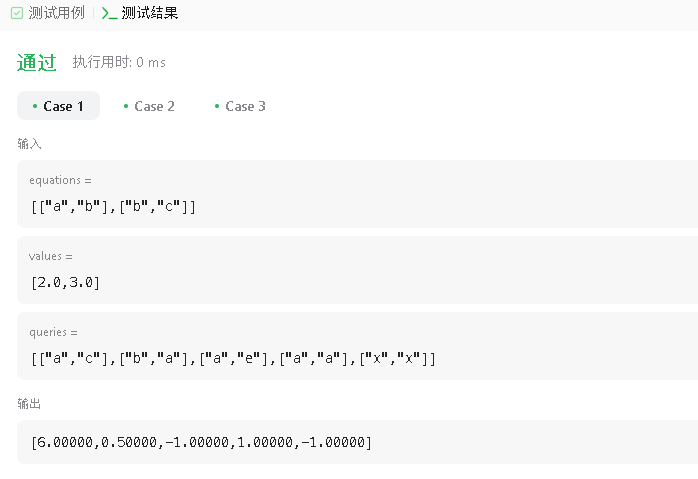 测试用例 | >_ 测试结果
通过 执行用时: 0 ms
Case 1 Case 2 Case 3
输入
equations =
[["a","b"],["b","c"]]
values =
[2.0,3.0]
queries =
[["a","c"],["b","a"],["a","e"],["a","a"],["x","x"]]
输出
[6.00000,0.50000,-1.00000,1.00000,-1.00000]